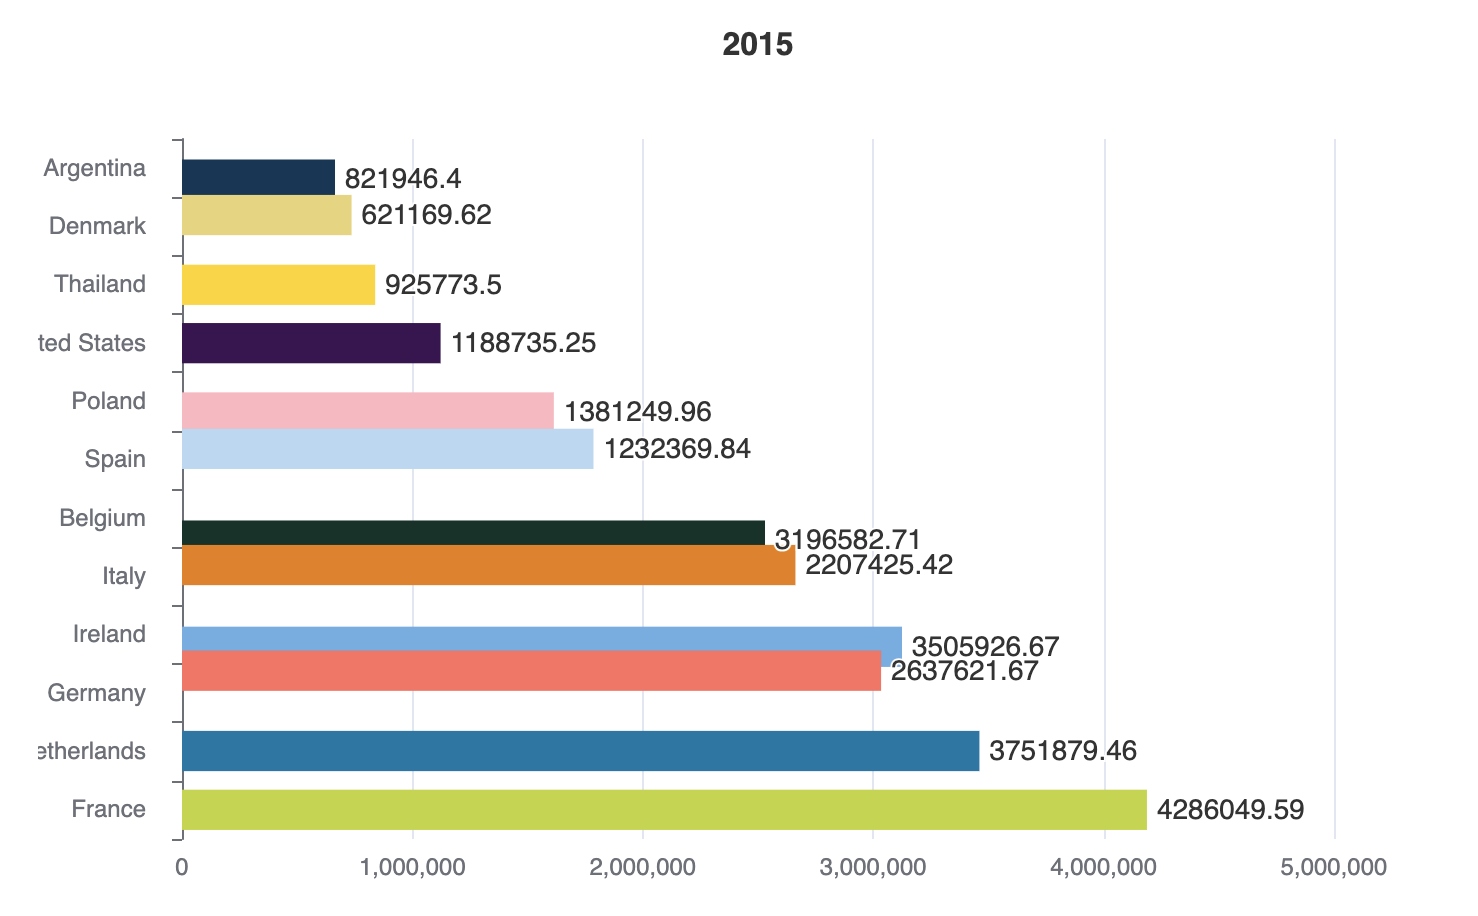 2015
Argentina 821946.4
Denmark 621169.62
Thailand 925773.5
ted States 1188735.25
Poland 1381249.96
Spain 1232369.84
Belgium 3196582.71
Italy 2207425.42
Ireland 3505926.67
Germany 2637621.67
etherlands 3751879.46
France 4286049.59
0 1,000,000 2,000,000 3,000,000 4,000,000 5,000,000